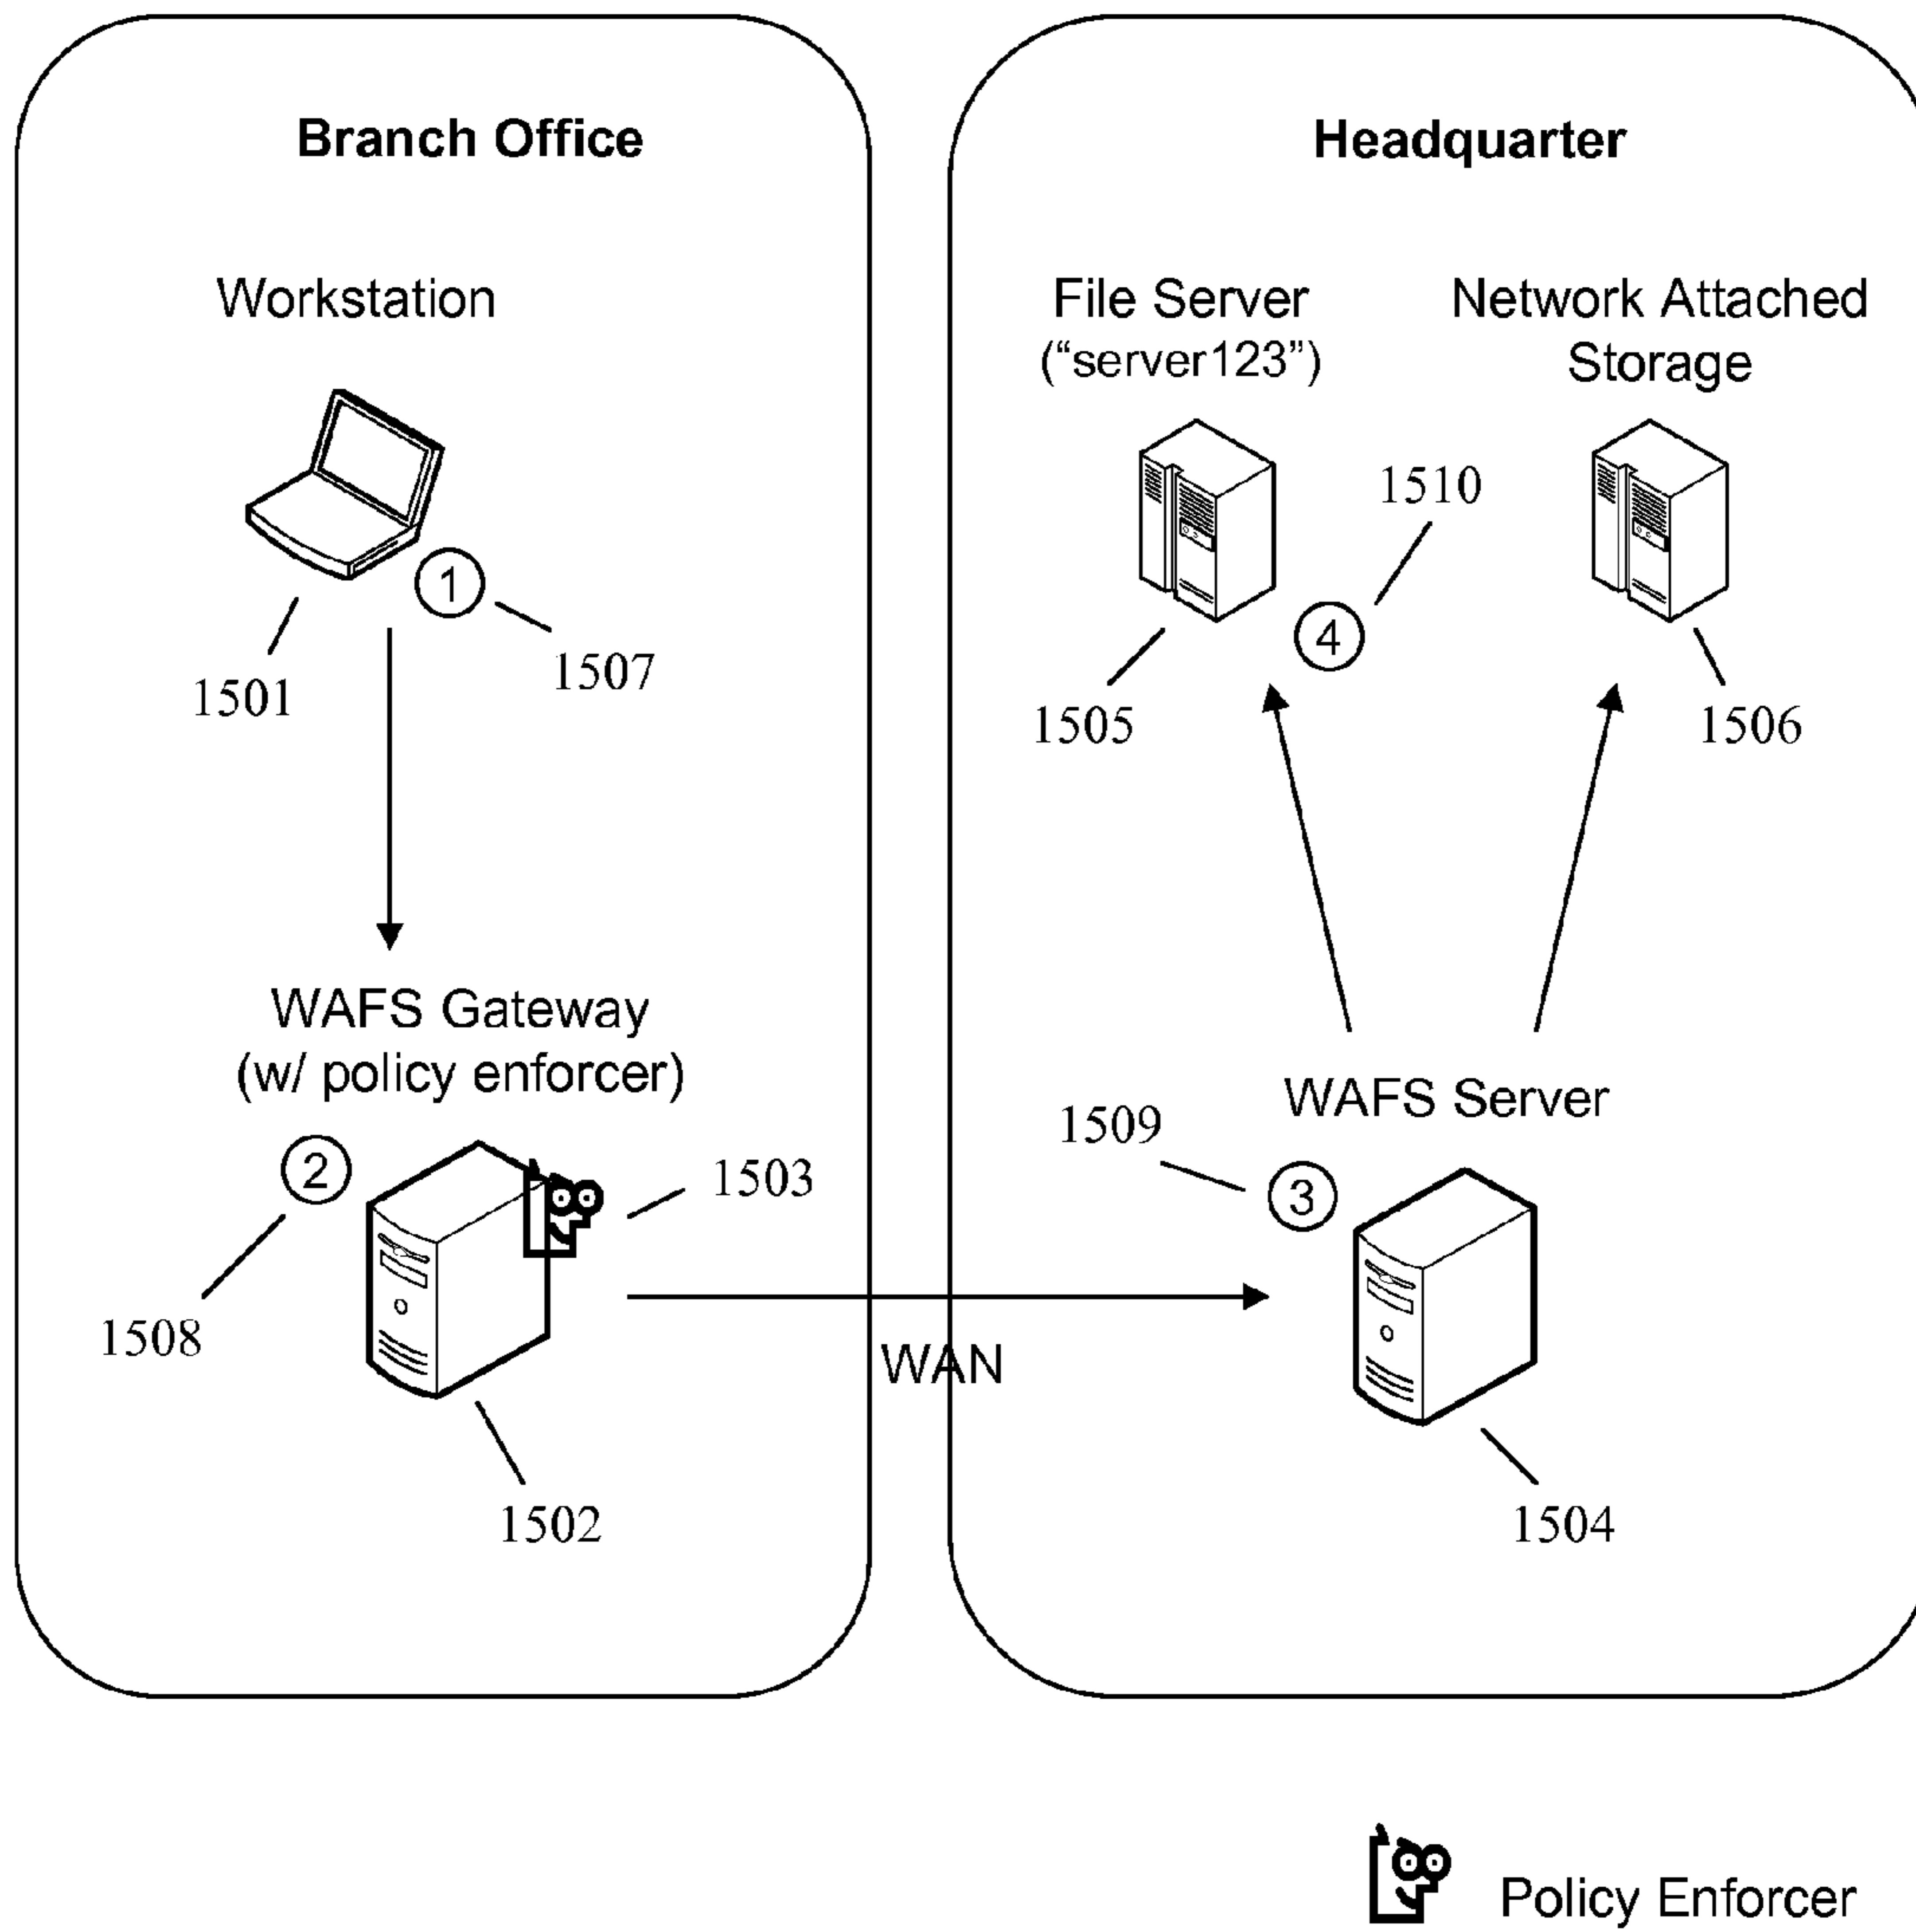 Branch Office
Workstation
1
1501
1507
WAFS Gateway
(w/ policy enforcer)
2
1503
1508
1502
WAN
Headquarter
File Server
("server123")
Network Attached
Storage
1510
4
1505
1506
WAFS Server
1509
3
1504
Policy Enforcer